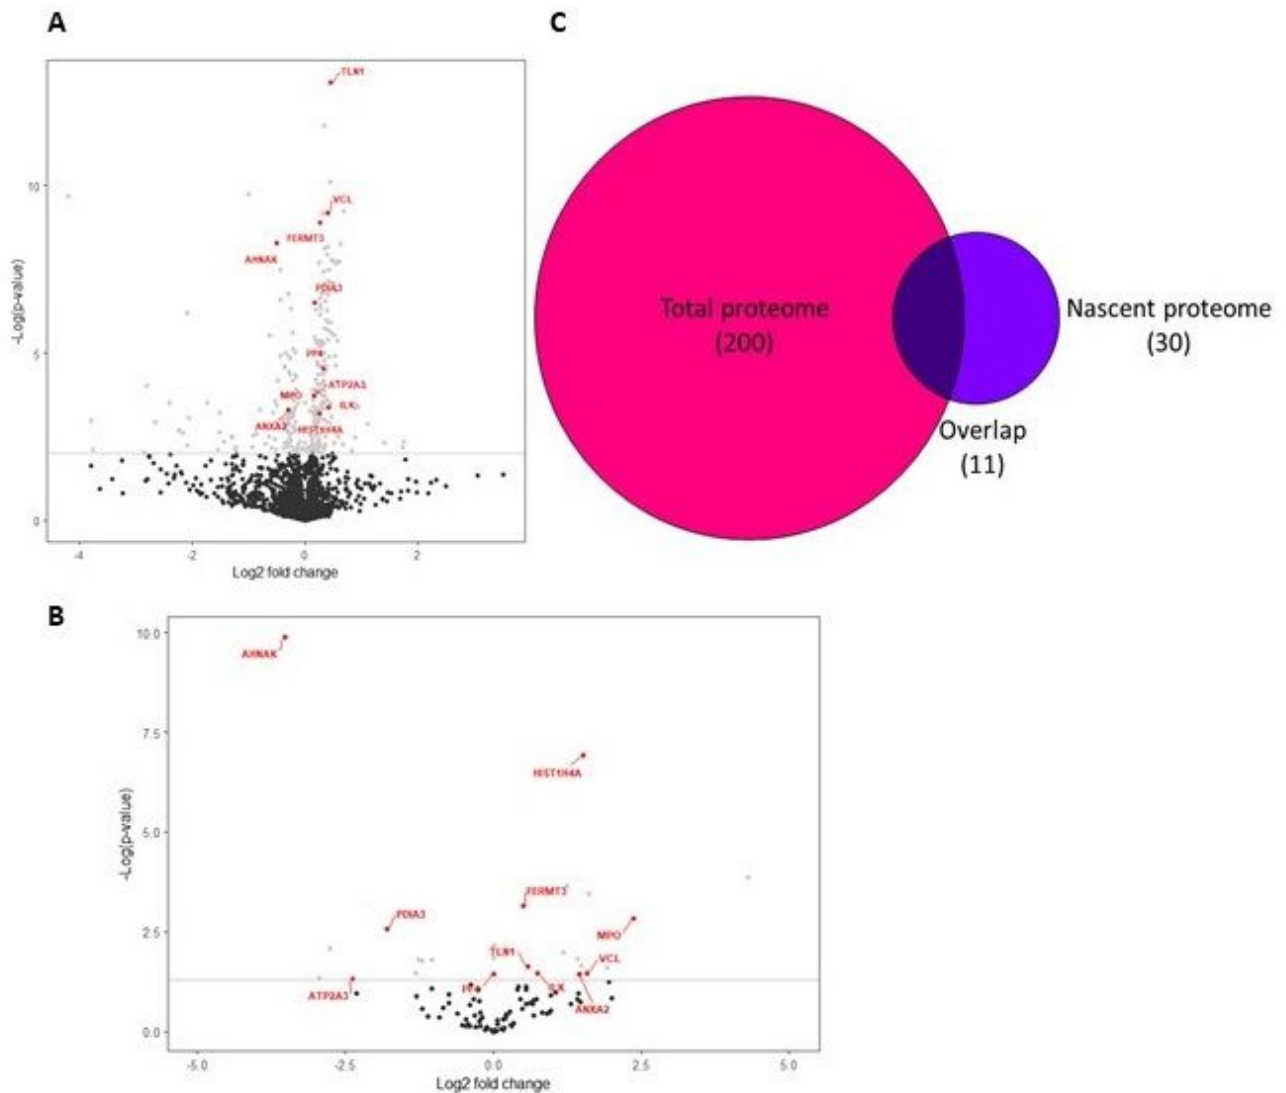 A
C
TLN1
10
VCL
FERMT3
AHNAK
PDIA3
-Log(p-value)
5
ATP2A3
MPO
ILK
ANXA2
HIST1H4A
0
-4
-2
0
2
Log2 fold change
Total proteome
(200)
Nascent proteome
(30)
Overlap
(11)
B
10.0
AHNAK
7.5
HIST1H4A
-Log(p-value)
5.0
FERMT3
PDIA3
2.5
MPO
TLN1
VCL
ATP2A3
ILK
ANXA2
0.0
-5.0
-2.5
0.0
2.5
5.0
Log2 fold change